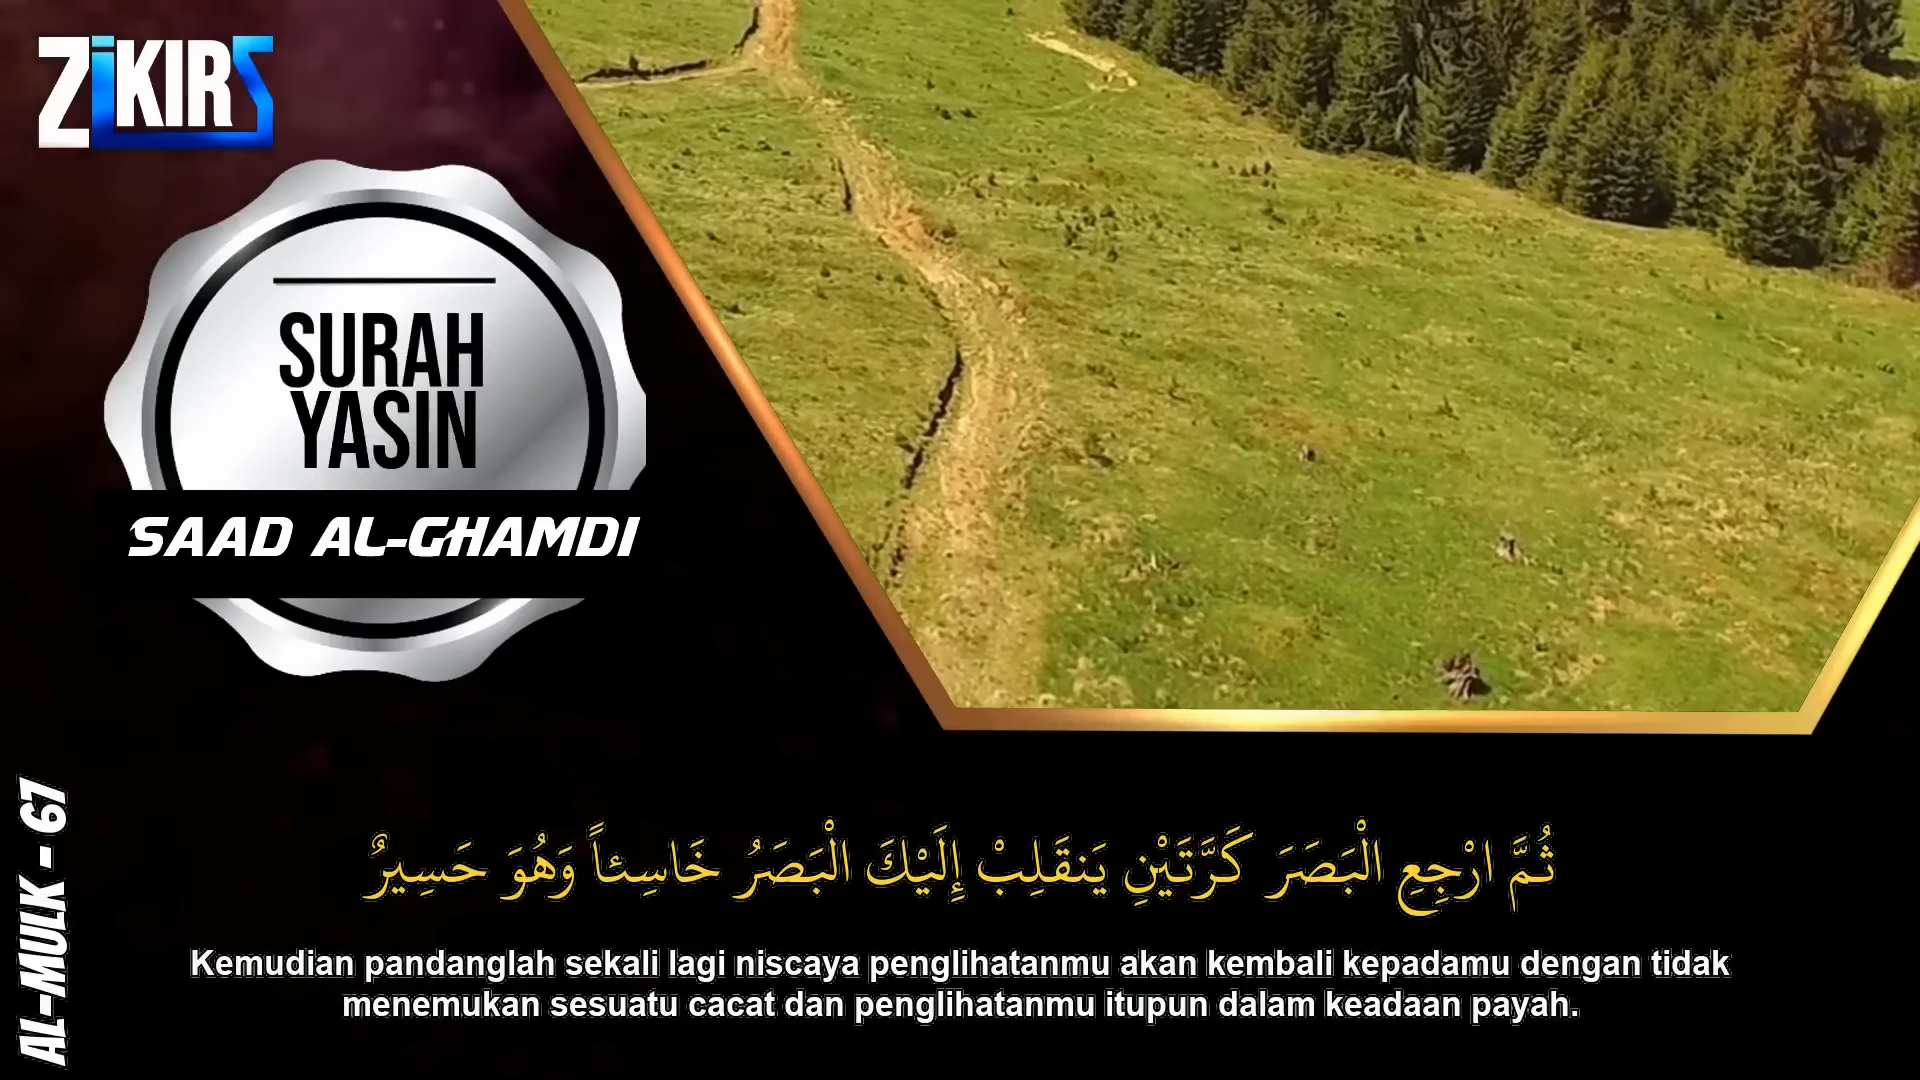 ZiKIRS
SURAH
YASIN
SAAD AL-GHAMDI
AL-MULK - 67
ثُمَّ ارْجِعِ الْبَصَرَ كَرَّتَيْنِ يَنقَلِبْ إِلَيْكَ الْبَصَرُ خَاسِئاً وَهُوَ حَسِيرٌ
Kemudian pandanglah sekali lagi niscaya penglihatanmu akan kembali kepadamu dengan tidak
menemukan sesuatu cacat dan penglihatanmu itupun dalam keadaan payah.